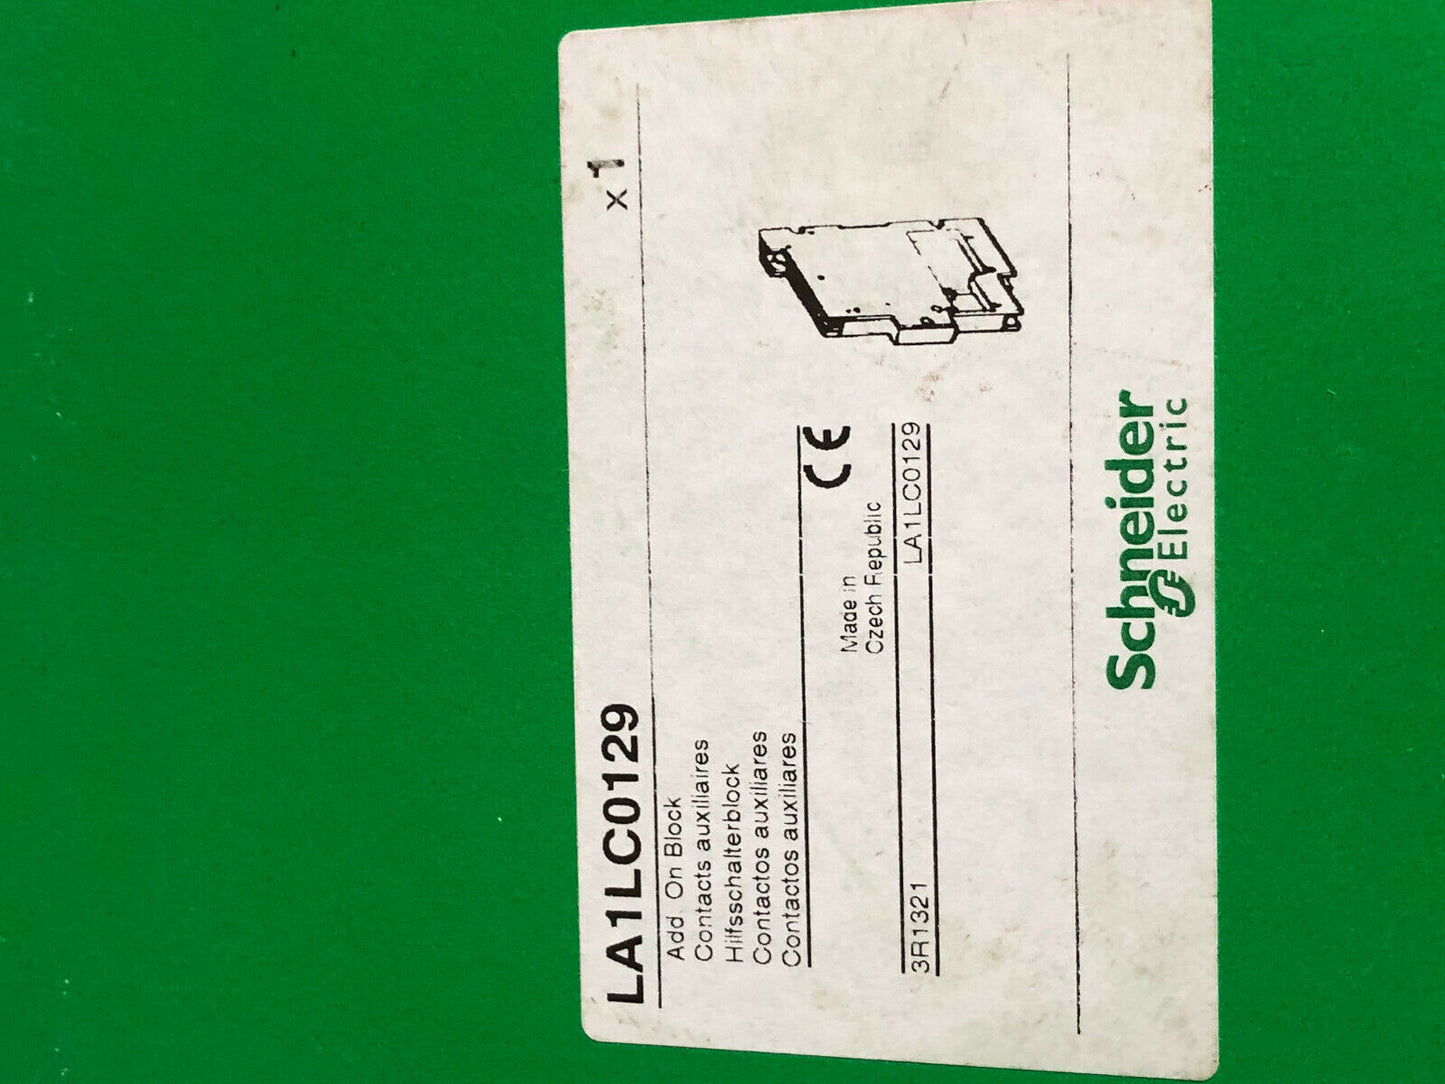 LA1LC0129
x 1
Add. On Block
Contacts auxiliaires
Hilfsschalterblock
Contactos auxiliares
Contactos auxiliares
CE
Made in
Czech Republic
3R1321 LA1LC0129
Schneider
Electric